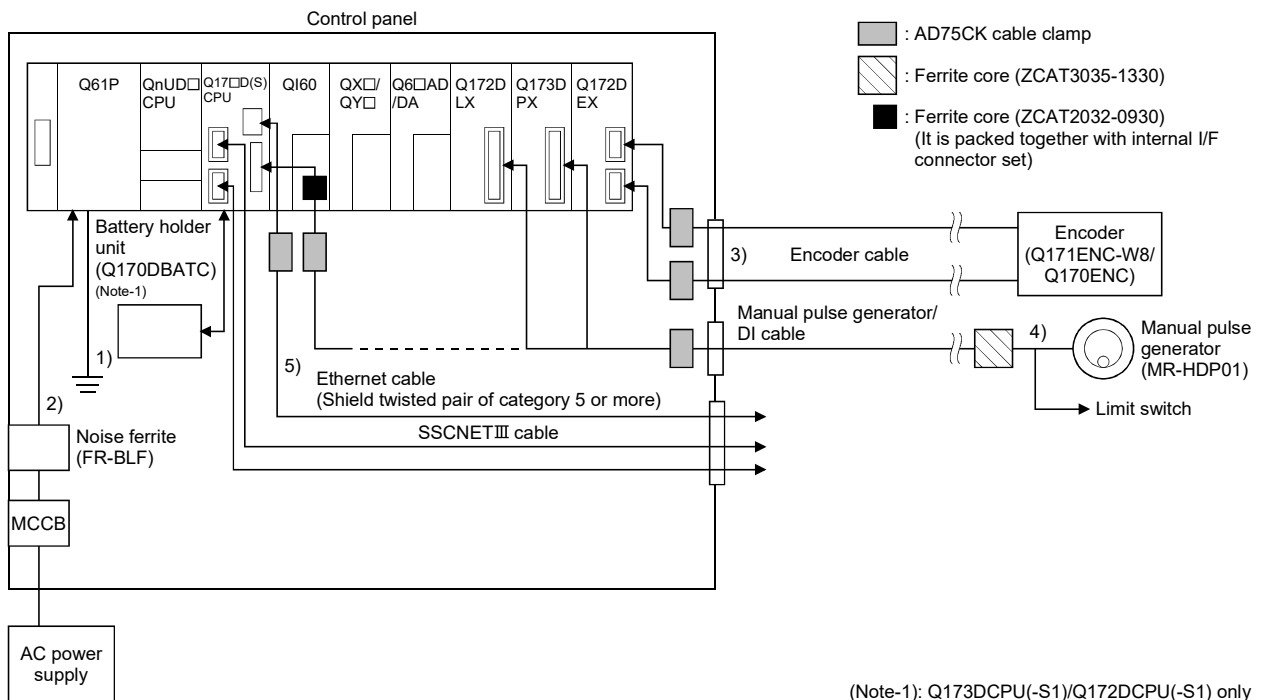 Control panel
: AD75CK cable clamp
: Ferrite core (ZCAT3035-1330)
: Ferrite core (ZCAT2032-0930)
(It is packed together with internal I/F
connector set)
Q61P
QnUD□
CPU
Q17□D(S)
CPU
QI60
QX□/
QY□
Q6□AD
/DA
Q172D
LX
Q173D
PX
Q172D
EX
Battery holder
unit
(Q170DBATC)
(Note-1)
1)
2)
Noise ferrite
(FR-BLF)
MCCB
AC power
supply
3)
Encoder cable
Encoder
(Q171ENC-W8/
Q170ENC)
Manual pulse generator/
DI cable
4)
Manual pulse
generator
(MR-HDP01)
Limit switch
5)
Ethernet cable
(Shield twisted pair of category 5 or more)
SSCNETⅢ cable
(Note-1): Q173DCPU(-S1)/Q172DCPU(-S1) only